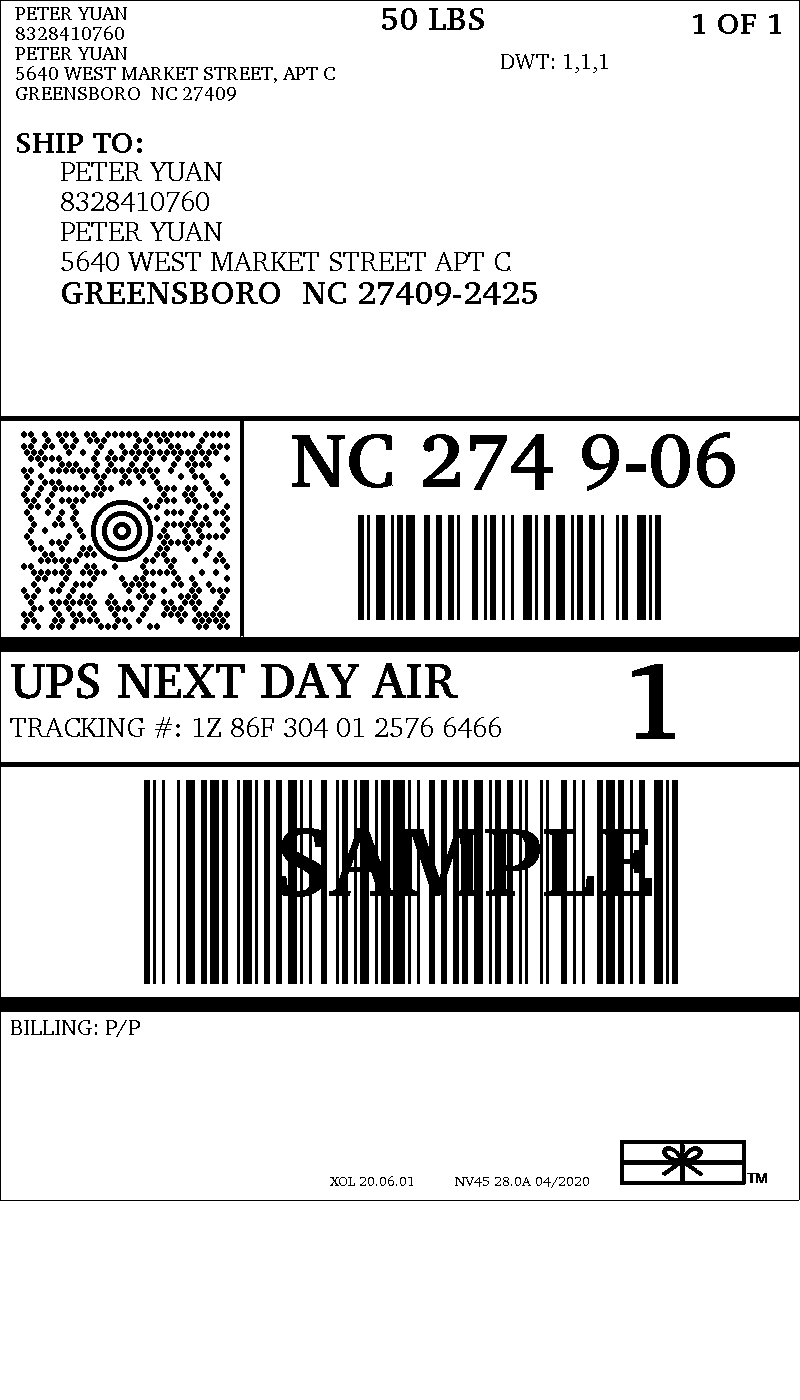 PETER YUAN
8328410760
PETER YUAN
5640 WEST MARKET STREET, APT C
GREENSBORO  NC 27409
50 LBS
1 OF 1
DWT: 1,1,1
SHIP TO:
PETER YUAN
8328410760
PETER YUAN
5640 WEST MARKET STREET APT C
GREENSBORO  NC 27409-2425
NC 274 9-06
UPS NEXT DAY AIR
TRACKING #: 1Z 86F 304 01 2576 6466
1
SAMPLE
BILLING: P/P
XOL 20.06.01
NV45 28.0A 04/2020
TM